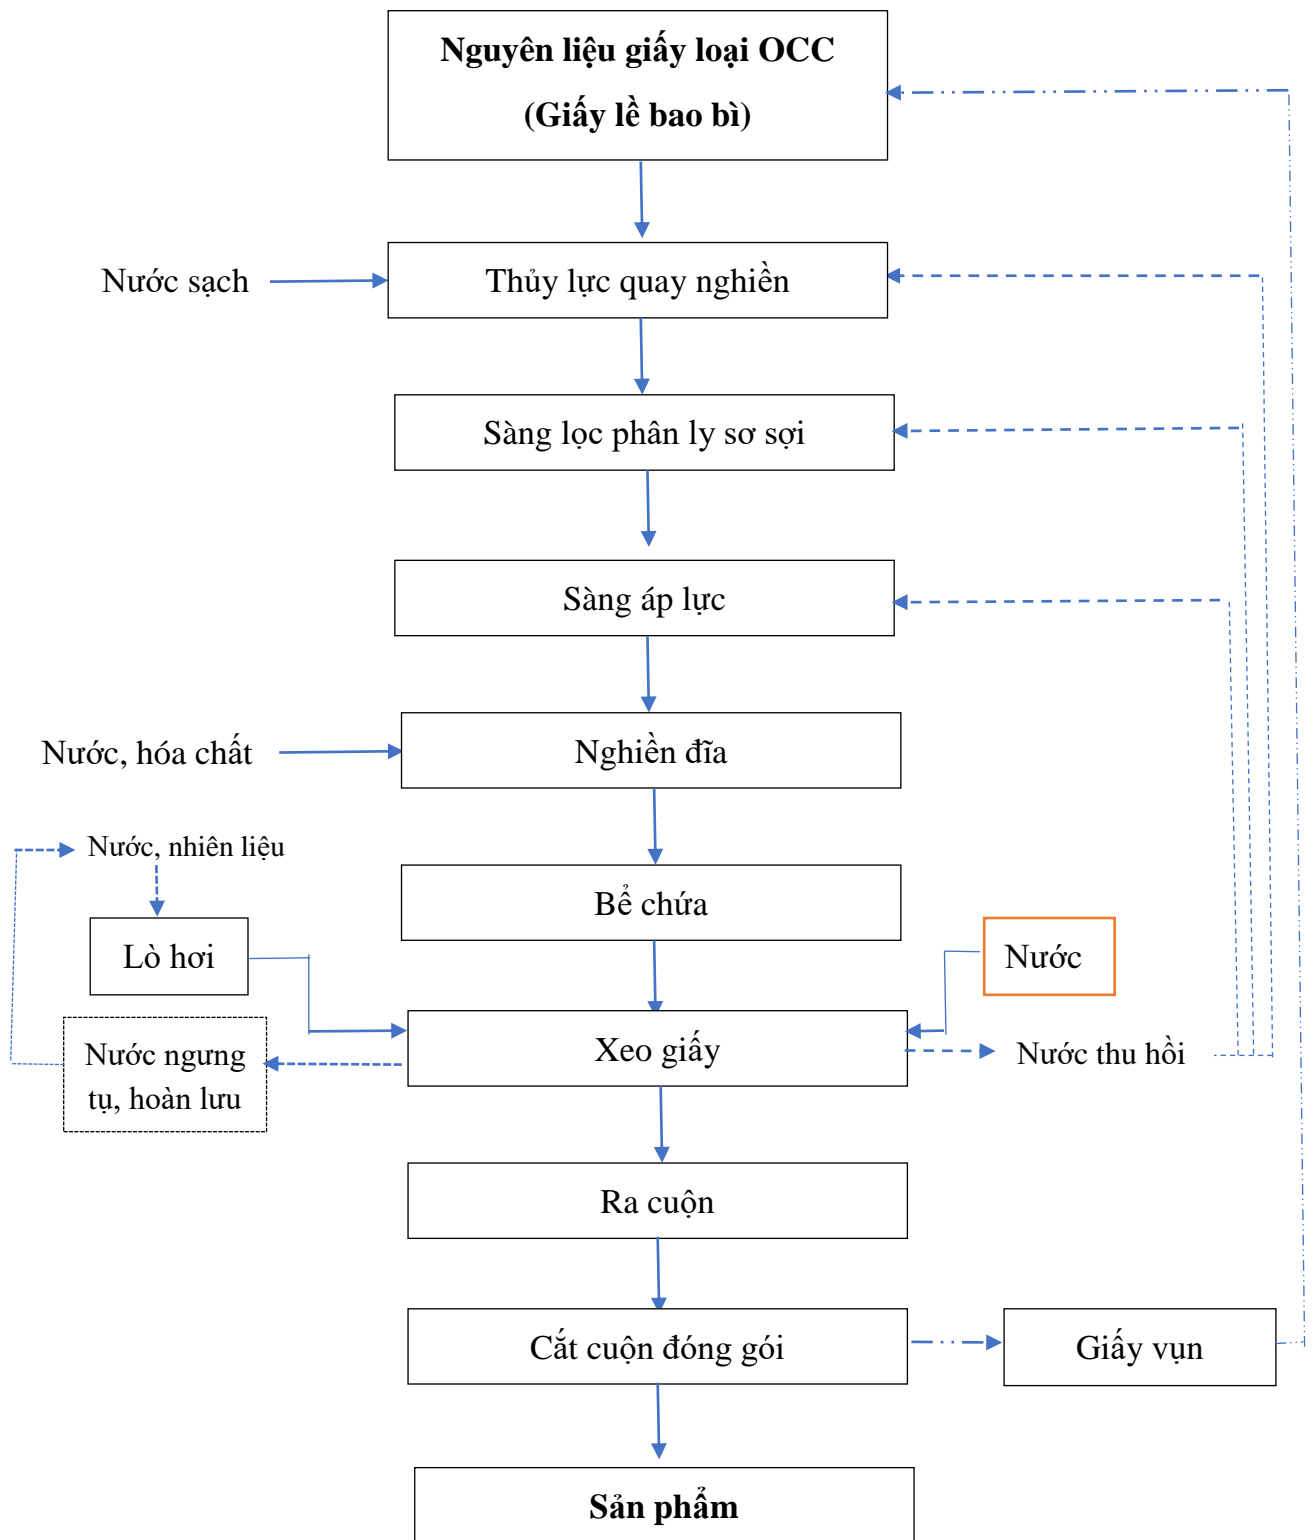 Nguyên liệu giấy loại OCC
(Giấy lề bao bì)
Nước sạch
Thủy lực quay nghiền
Sàng lọc phân ly sơ sợi
Sàng áp lực
Nước, hóa chất
Nghiền đĩa
Nước, nhiên liệu
Bể chứa
Lò hơi
Nước
Xeo giấy
Nước thu hồi
Nước ngưng
tụ, hoàn lưu
Ra cuộn
Cắt cuộn đóng gói
Giấy vụn
Sản phẩm